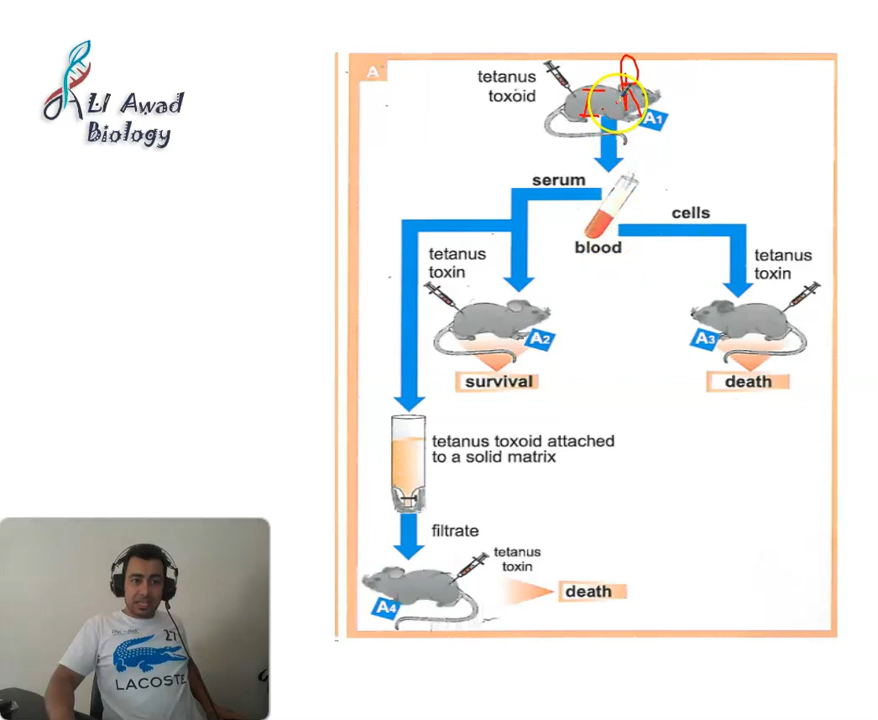 ALI Awad
Biology
A
tetanus
toxoid
A1
serum
cells
blood
tetanus
toxin
tetanus
toxin
A2
A3
survival
death
tetanus toxoid attached
to a solid matrix
filtrate
tetanus
toxin
A4
death
27
LACOSTE